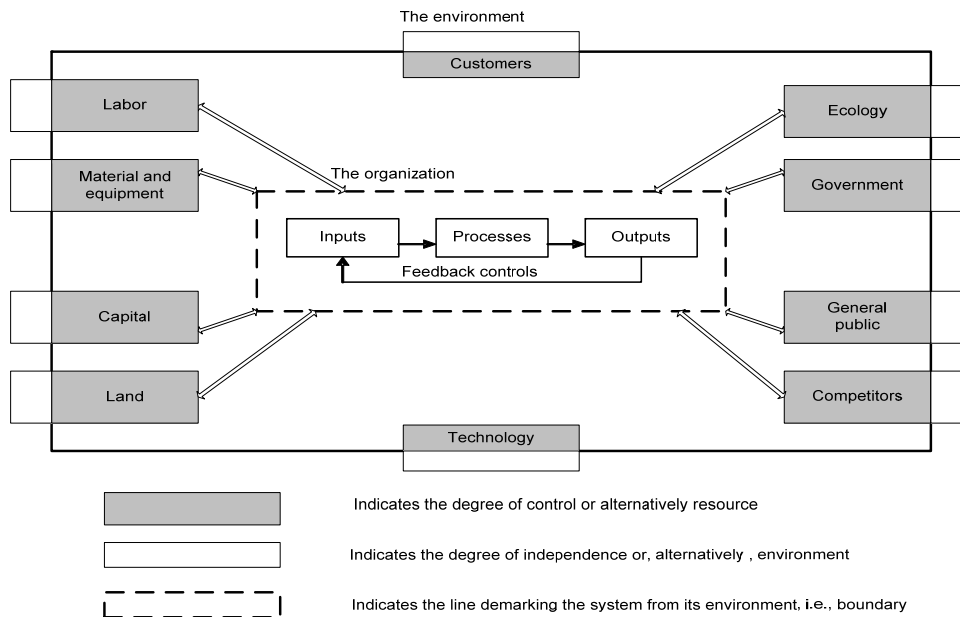 The environment
Customers
Labor
Ecology
Material and
equipment
The organization
Government
Inputs
Processes
Outputs
Feedback controls
Capital
General
public
Land
Competitors
Technology
Indicates the degree of control or alternatively resource
Indicates the degree of independence or, alternatively , environment
Indicates the line demarking the system from its environment, i.e., boundary